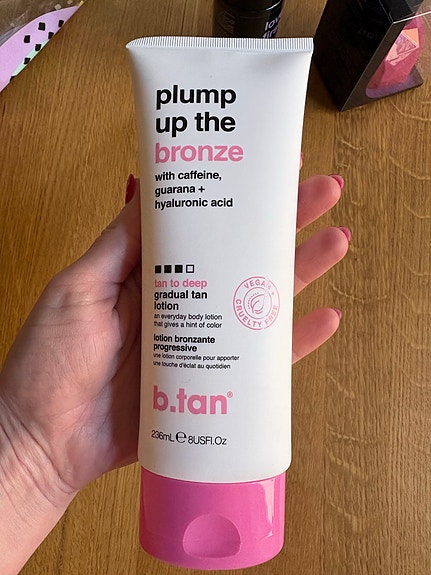 plump
up the
bronze
with caffeine,
guarana +
hyaluronic acid
tan to deep
gradual tan
lotion
an everyday body lotion
that gives a hint of color
lotion bronzante
progressive
une lotion corporelle pour apporter
une touche d'éclat au quotidien
VEGAN +
CRUELTY FREE
b.tan®
236mL ℮ 8USFl.Oz